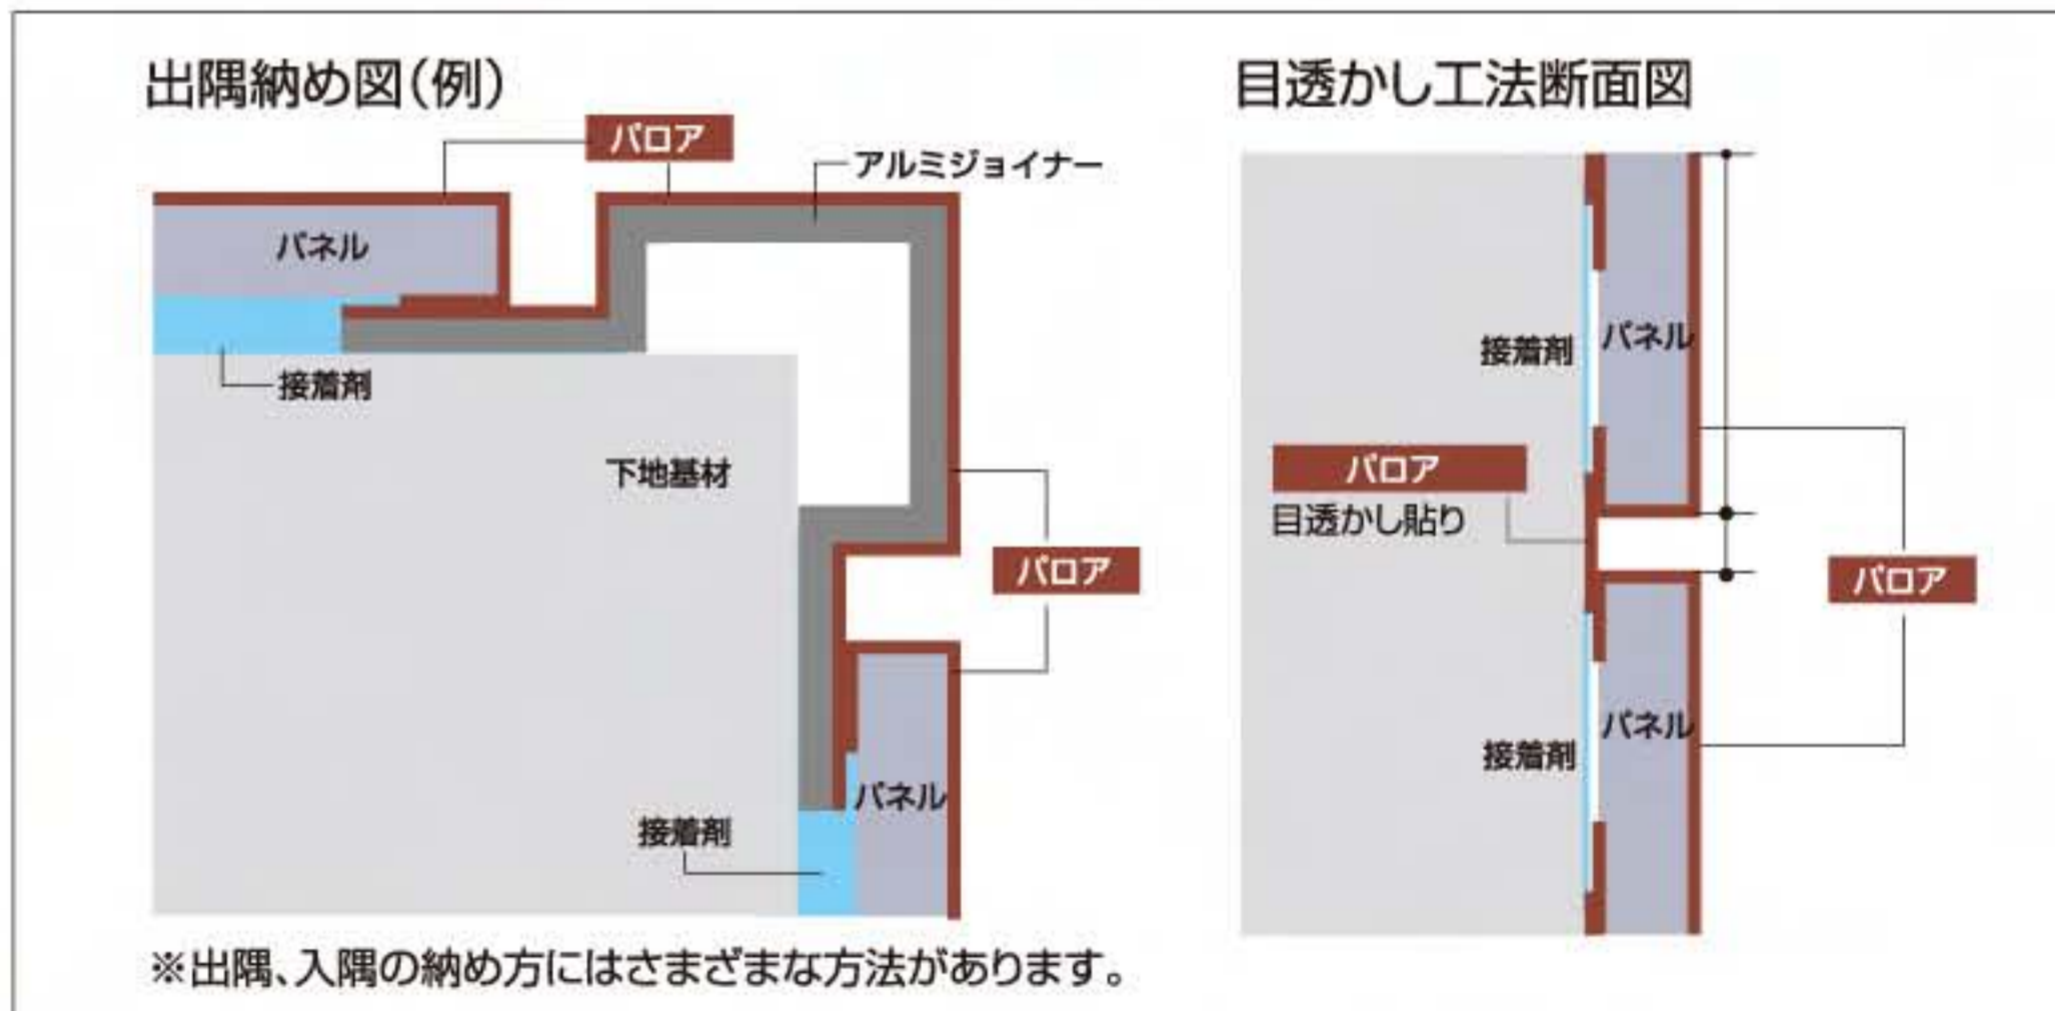 出隅納め図(例)
パロア
アルミジョイナー
パネル
接着剤
下地基材
パロア
パネル
接着剤
※出隅、入隅の納め方にはさまざまな方法があります。
目透かし工法断面図
接着剤
パネル
パロア
目透かし貼り
パロア
接着剤
パネル